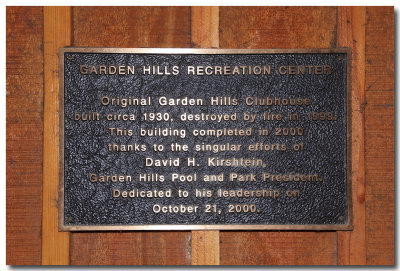 GARDEN HILLS RECREATION CENTER
Original Garden Hills Clubhouse
built circa 1930, destroyed by fire in 1998.
This building completed in 2000
thanks to the singular efforts of
David H. Kirshtein,
Garden Hills Pool and Park President.
Dedicated to his leadership on
October 21, 2000.